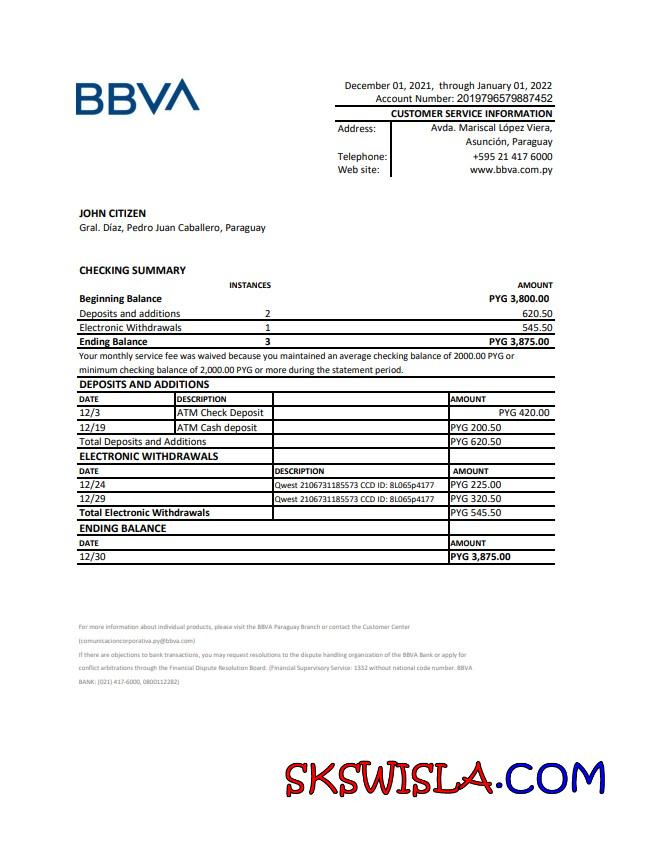 BBVA
December 01, 2021, through January 01, 2022
Account Number: 2019796579887452
CUSTOMER SERVICE INFORMATION
Address: Avda. Mariscal López Viera,
Asunción, Paraguay
Telephone: +595 21 417 6000
Web site: www.bbva.com.py
JOHN CITIZEN
Gral. Díaz, Pedro Juan Caballero, Paraguay
CHECKING SUMMARY
INSTANCES AMOUNT
Beginning Balance PYG 3,800.00
Deposits and additions 2 620.50
Electronic Withdrawals 1 545.50
Ending Balance 3 PYG 3,875.00
Your monthly service fee was waived because you maintained an average checking balance of 2000.00 PYG or
minimum checking balance of 2,000.00 PYG or more during the statement period.
DEPOSITS AND ADDITIONS
DATE DESCRIPTION AMOUNT
12/3 ATM Check Deposit PYG 420.00
12/19 ATM Cash deposit PYG 200.50
Total Deposits and Additions PYG 620.50
ELECTRONIC WITHDRAWALS
DATE DESCRIPTION AMOUNT
12/24 Qwest 2106731185573 CCD ID: 8L065p4177 PYG 225.00
12/29 Qwest 2106731185573 CCD ID: 8L065p4177 PYG 320.50
Total Electronic Withdrawals PYG 545.50
ENDING BALANCE
DATE AMOUNT
12/30 PYG 3,875.00
For more information about individual products, please visit the BBVA Paraguay Branch or contact the Customer Center
(comunicacioncorporativa.py@bbva.com)
If there are objections to bank transactions, you may request resolutions to the dispute handling organization of the BBVA Bank or apply for
conflict arbitrations through the Financial Dispute Resolution Board. (Financial Supervisory Service: 1332 without national code number. BBVA
BANK: (021) 417-6000, 0800112282)
SKSWISLA.COM